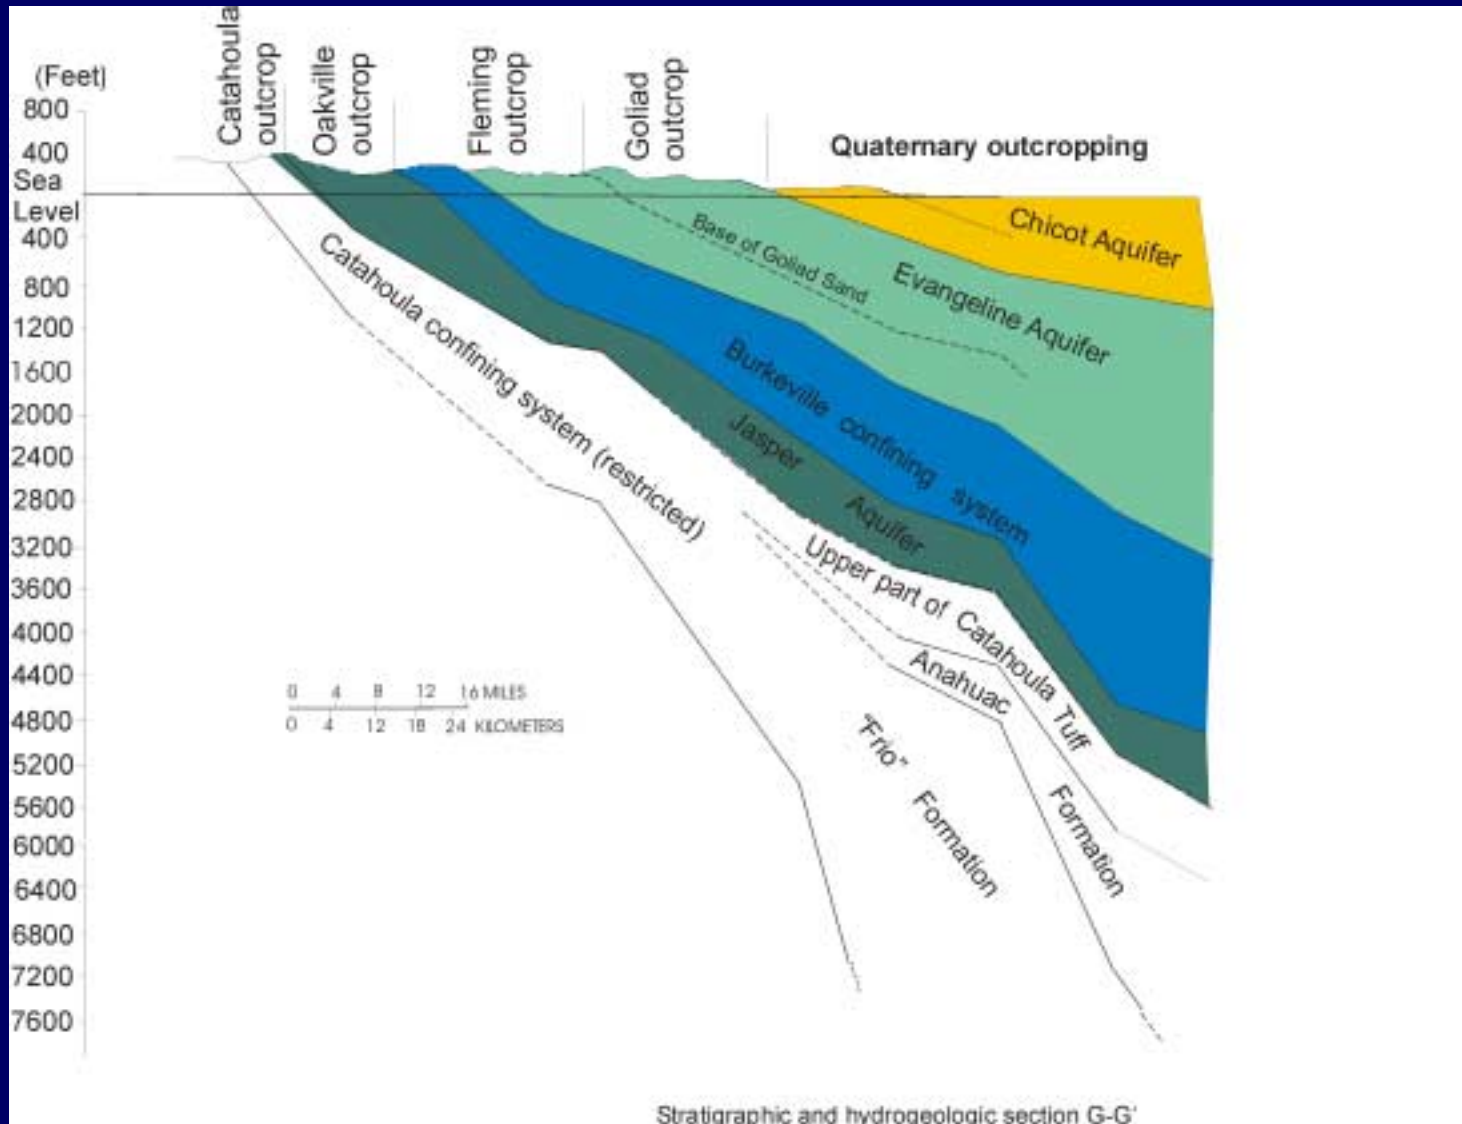 Catahoula
outcrop
Oakville
outcrop
Fleming
outcrop
Goliad
outcrop
Quaternary outcropping
(Feet)
800
400
Sea
Level
400
800
1200
1600
2000
2400
2800
3200
3600
4000
4400
4800
5200
5600
6000
6400
6800
7200
7600
Chicot Aquifer
Base of Goliad Sand
Evangeline Aquifer
Catahoula confining system (restricted)
Burkeville confining system
Jasper Aquifer
Upper part of Catahoula Tuff
Anahuac Formation
"Frio" Formation
0 4 8 12 16 MILES
0 4 12 18 24 KILOMETERS
Stratigraphic and hydrogeologic section G-G'